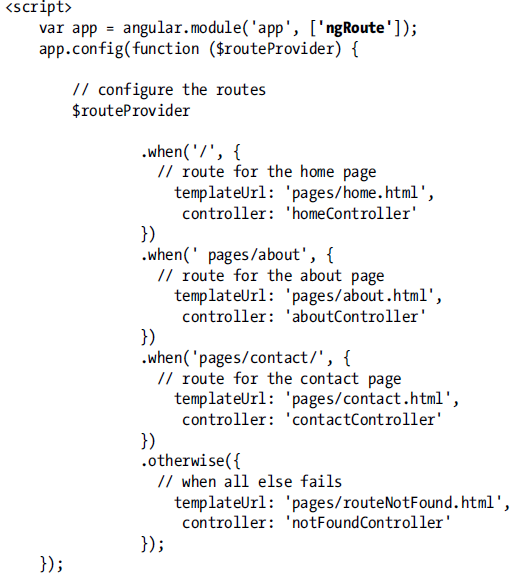 <script>
    var app = angular.module('app', ['ngRoute']);
    app.config(function ($routeProvider) {

        // configure the routes
        $routeProvider

                .when('/', {
                  // route for the home page
                    templateUrl: 'pages/home.html',
                     controller: 'homeController'
                })
                .when(' pages/about', {
                  // route for the about page
                    templateUrl: 'pages/about.html',
                     controller: 'aboutController'
                })
                .when('pages/contact/', {
                  // route for the contact page
                    templateUrl: 'pages/contact.html',
                     controller: 'contactController'
                })
                .otherwise({
                  // when all else fails
                    templateUrl: 'pages/routeNotFound.html',
                     controller: 'notFoundController'
                });
    });